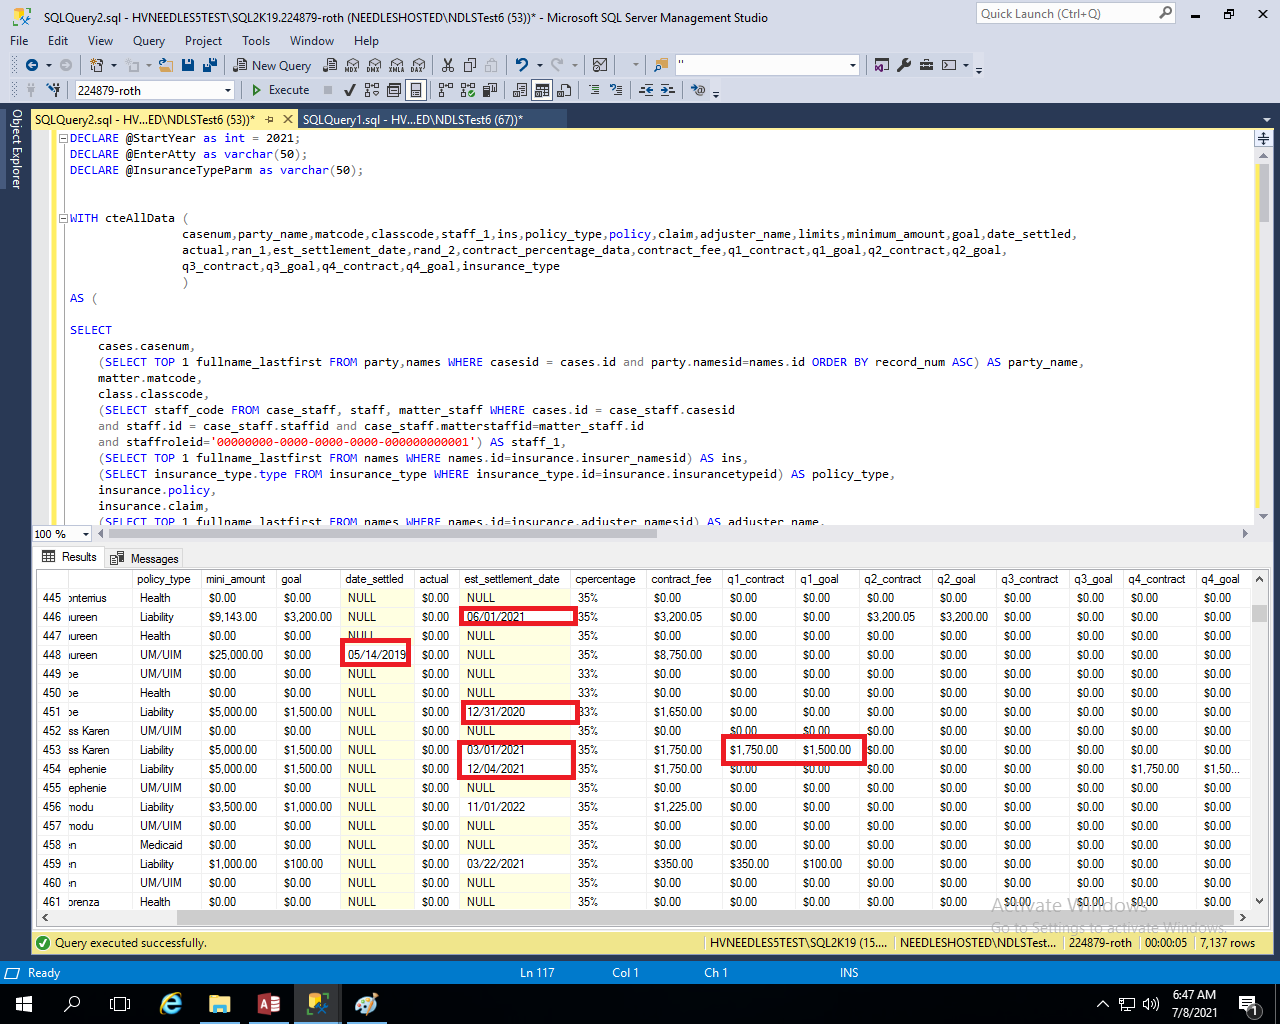 SQLQuery2.sql - HVNEEDLES5TEST\SQL2K19.224879-roth (NEEDLESHOSTED\NDLSTest6 (53))* - Microsoft SQL Server Management Studio
Quick Launch (Ctrl+Q)
File Edit View Query Project Tools Window Help
New Query MDX DMX XMLA DAX "
224879-roth Execute
Object Explorer
SQLQuery2.sql - HV...ED\NDLSTest6 (53))* SQLQuery1.sql - HV...ED\NDLSTest6 (67))*
DECLARE @StartYear as int = 2021;
DECLARE @EnterAtty as varchar(50);
DECLARE @InsuranceTypeParm as varchar(50);
WITH cteAllData (
casenum,party_name,matcode,classcode,staff_1,ins,policy_type,policy,claim,adjuster_name,limits,minimum_amount,goal,date_settled,
actual,ran_1,est_settlement_date,rand_2,contract_percentage_data,contract_fee,q1_contract,q1_goal,q2_contract,q2_goal,
q3_contract,q3_goal,q4_contract,q4_goal,insurance_type
)
AS (
SELECT
cases.casenum,
(SELECT TOP 1 fullname_lastfirst FROM party,names WHERE casesid = cases.id and party.namesid=names.id ORDER BY record_num ASC) AS party_name,
matter.matcode,
class.classcode,
(SELECT staff_code FROM case_staff, staff, matter_staff WHERE cases.id = case_staff.casesid
and staff.id = case_staff.staffid and case_staff.matterstaffid=matter_staff.id
and staffroleid='00000000-0000-0000-0000-000000000001') AS staff_1,
(SELECT TOP 1 fullname_lastfirst FROM names WHERE names.id=insurance.insurer_namesid) AS ins,
(SELECT insurance_type.type FROM insurance_type WHERE insurance_type.id=insurance.insurancetypeid) AS policy_type,
insurance.policy,
insurance.claim,
(SELECT TOP 1 fullname_lastfirst FROM names WHERE names.id=insurance.adjuster_namesid) AS adjuster_name,
100 %
Results Messages
policy_type mini_amount goal date_settled actual est_settlement_date cpercentage contract_fee q1_contract q1_goal q2_contract q2_goal q3_contract q3_goal q4_contract q4_goal
445 onterrius Health $0.00 $0.00 NULL $0.00 NULL 35% $0.00 $0.00 $0.00 $0.00 $0.00 $0.00 $0.00 $0.00 $0.00
446 ureen Liability $9,143.00 $3,200.00 NULL $0.00 06/01/2021 35% $3,200.05 $0.00 $0.00 $3,200.05 $3,200.00 $0.00 $0.00 $0.00 $0.00
447 ureen Health $0.00 $0.00 NULL $0.00 NULL 35% $0.00 $0.00 $0.00 $0.00 $0.00 $0.00 $0.00 $0.00 $0.00
448 ureen UM/UIM $25,000.00 $0.00 05/14/2019 $0.00 NULL 35% $8,750.00 $0.00 $0.00 $0.00 $0.00 $0.00 $0.00 $0.00 $0.00
449 pe UM/UIM $0.00 $0.00 NULL $0.00 NULL 33% $0.00 $0.00 $0.00 $0.00 $0.00 $0.00 $0.00 $0.00 $0.00
450 pe Health $0.00 $0.00 NULL $0.00 NULL 33% $0.00 $0.00 $0.00 $0.00 $0.00 $0.00 $0.00 $0.00 $0.00
451 pe Liability $5,000.00 $1,500.00 NULL $0.00 12/31/2020 33% $1,650.00 $0.00 $0.00 $0.00 $0.00 $0.00 $0.00 $0.00 $0.00
452 ss Karen UM/UIM $0.00 $0.00 NULL $0.00 NULL 35% $0.00 $0.00 $0.00 $0.00 $0.00 $0.00 $0.00 $0.00 $0.00
453 ss Karen Liability $5,000.00 $1,500.00 NULL $0.00 03/01/2021 35% $1,750.00 $1,750.00 $1,500.00 $0.00 $0.00 $0.00 $0.00 $0.00 $0.00
454 ephenie Liability $5,000.00 $1,500.00 NULL $0.00 12/04/2021 35% $1,750.00 $0.00 $0.00 $0.00 $0.00 $0.00 $0.00 $1,750.00 $1,50...
455 ephenie UM/UIM $0.00 $0.00 NULL $0.00 NULL 35% $0.00 $0.00 $0.00 $0.00 $0.00 $0.00 $0.00 $0.00 $0.00
456 modu Liability $3,500.00 $1,000.00 NULL $0.00 11/01/2022 35% $1,225.00 $0.00 $0.00 $0.00 $0.00 $0.00 $0.00 $0.00 $0.00
457 modu UM/UIM $0.00 $0.00 NULL $0.00 NULL 35% $0.00 $0.00 $0.00 $0.00 $0.00 $0.00 $0.00 $0.00 $0.00
458 en Medicaid $0.00 $0.00 NULL $0.00 NULL 35% $0.00 $0.00 $0.00 $0.00 $0.00 $0.00 $0.00 $0.00 $0.00
459 en Liability $1,000.00 $100.00 NULL $0.00 03/22/2021 35% $350.00 $350.00 $100.00 $0.00 $0.00 $0.00 $0.00 $0.00 $0.00
460 en UM/UIM $0.00 $0.00 NULL $0.00 NULL 35% $0.00 $0.00 $0.00 $0.00 $0.00 $0.00 $0.00 $0.00 $0.00
461 orenza Health $0.00 $0.00 NULL $0.00 NULL 35% $0.00 $0.00 $0.00 $0.00 $0.00 $0.00 $0.00 $0.00 $0.00
Activate Windows
Go to Settings to activate Windows.
Query executed successfully. HVNEEDLES5TEST\SQL2K19 (15.... NEEDLESHOSTED\NDLSTest... 224879-roth 00:00:05 7,137 rows
Ready Ln 117 Col 1 Ch 1 INS
6:47 AM
7/8/2021
1